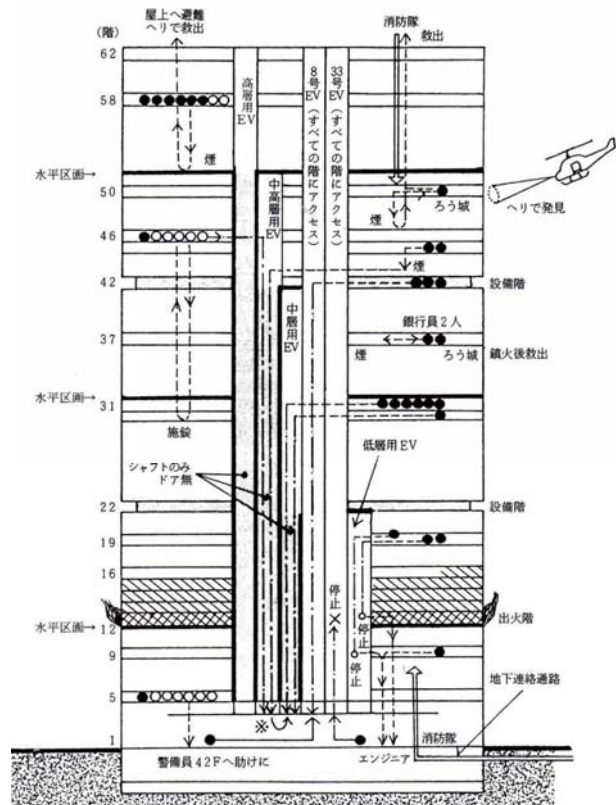 屋上へ避難
ヘリで救出
(階)
消防隊
救出
62
58
水平区画→
50
46
42
37
水平区画→
31
22
19
16
水平区画→
12
9
5
1
高層用EV
中高層用EV
中層用EV
8号EV(すべての階にアクセス)
33号EV(すべての階にアクセス)
煙
煙
ろう城
ヘリで発見
煙
設備階
銀行員2人
煙
ろう城
鎮火後救出
施錠
シャフトのみ
ドア無
低層用EV
設備階
停止
停止
出火階
停止
地下連絡通路
※
消防隊
警備員42Fへ助けに
エンジニア